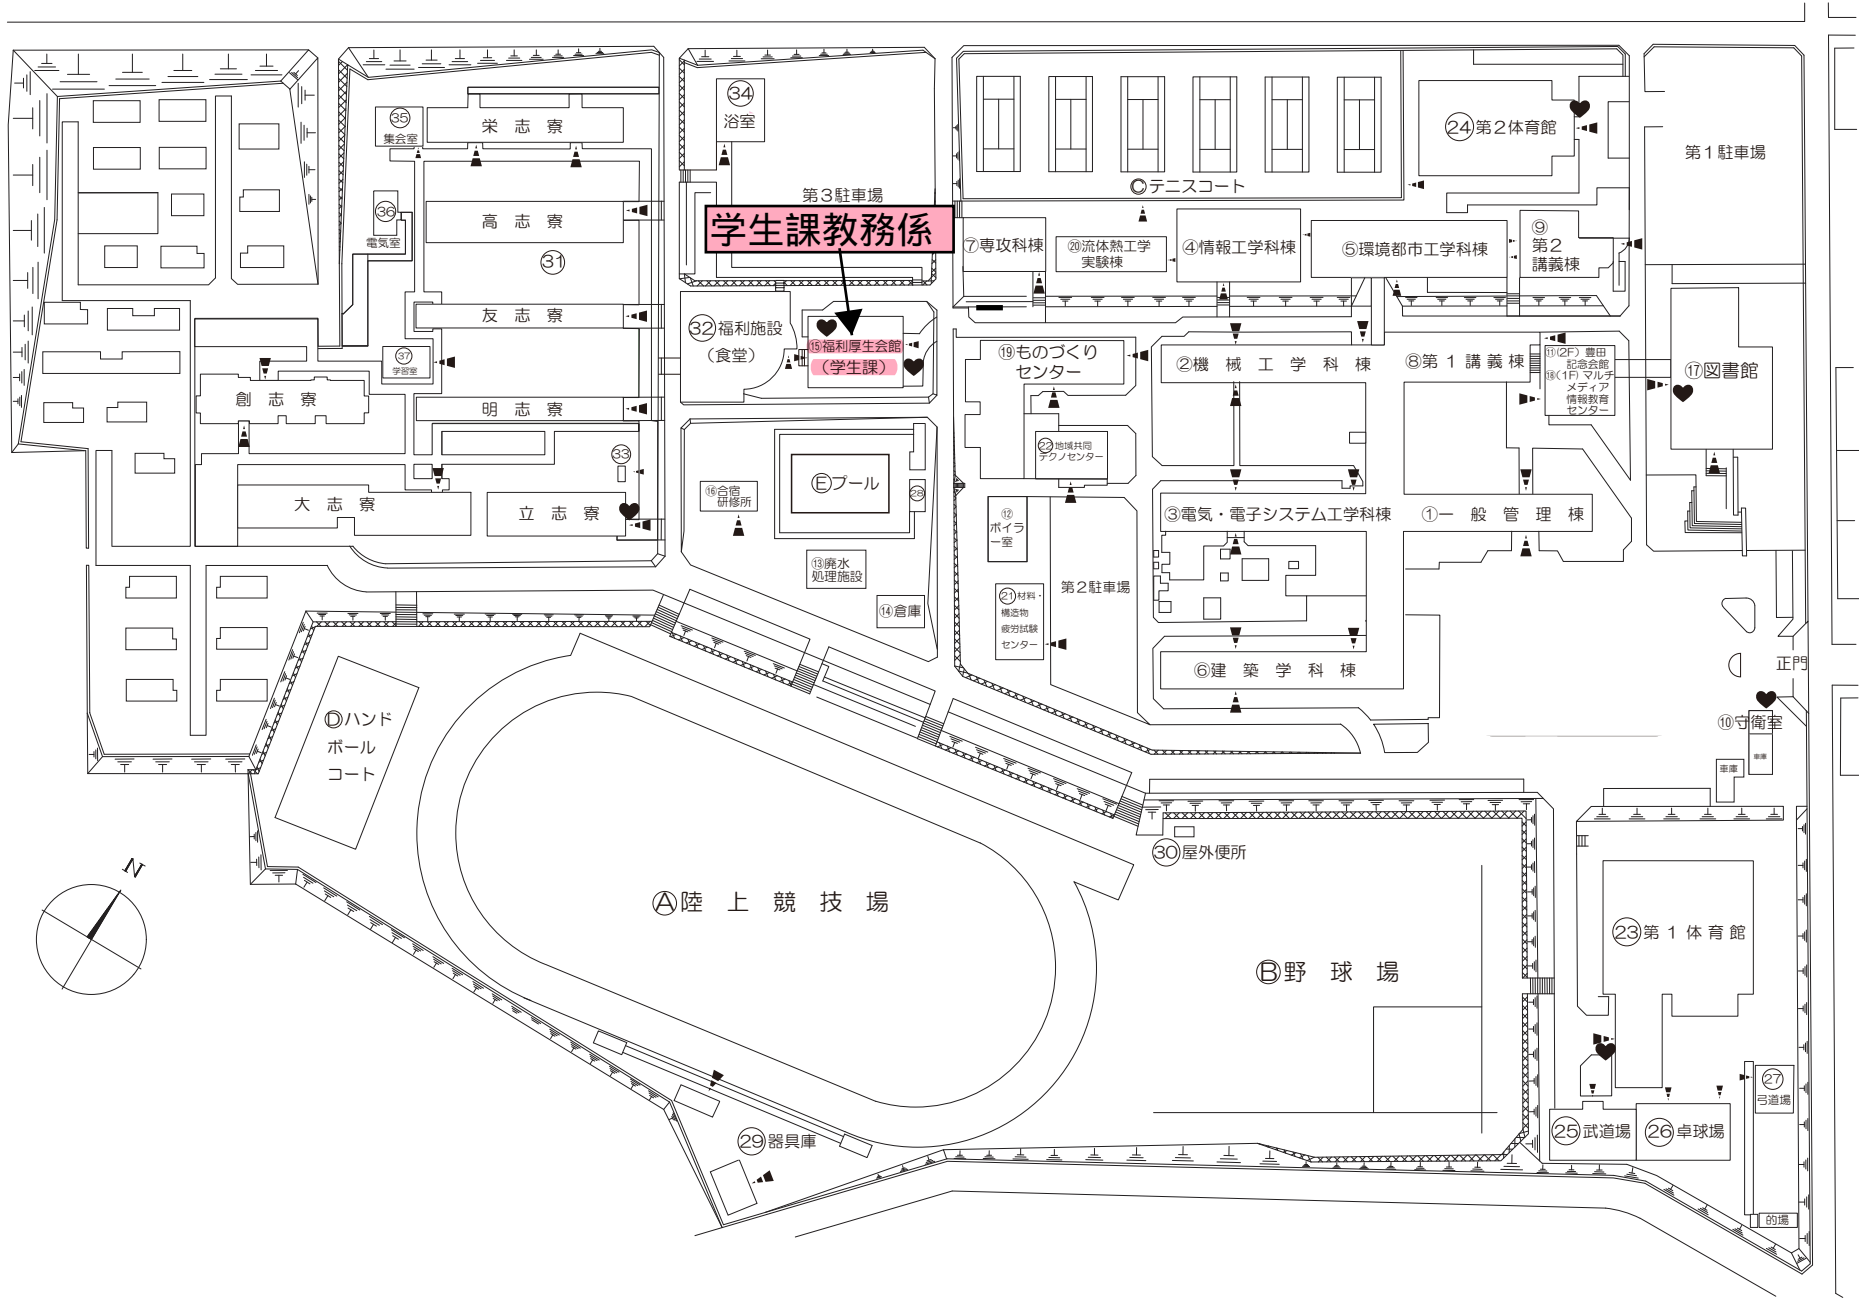 ㉞
浴室
㉟
集会室
栄志寮
㊱
電気室
高志寮
㉛
第3駐車場
学生課教務係
㉔第2体育館
第1駐車場
Ⓒテニスコート
⑦専攻科棟
⑳流体熱工学
実験棟
④情報工学科棟
⑤環境都市工学科棟
⑨
第2
講義棟
友志寮
㉜福利施設
(食堂)
⑮福利厚生会館
(学生課)
㊲
学習室
創志寮
明志寮
⑲ものづくり
センター
②機械工学科棟
⑧第1講義棟
⑪(2F) 豊田
記念会館
⑱(1F) マルチ
メディア
情報教育
センター
⑰図書館
㉝
㉒地域共同
テクノセンター
大志寮
立志寮
⑯合宿
研修所
Ⓔプール
㉘
⑫
ボイラ
ー室
③電気・電子システム工学科棟
①一般管理棟
⑬廃水
処理施設
⑭倉庫
㉑材料・
構造物
疲労試験
センター
第2駐車場
⑥建築学科棟
正門
⑩守衛室
車庫
車庫
Ⓓハンド
ボール
コート
N
㉚屋外便所
Ⓐ陸上競技場
Ⓑ野球場
㉓第1体育館
㉗
弓道場
㉙器具庫
㉕武道場
㉖卓球場
的場